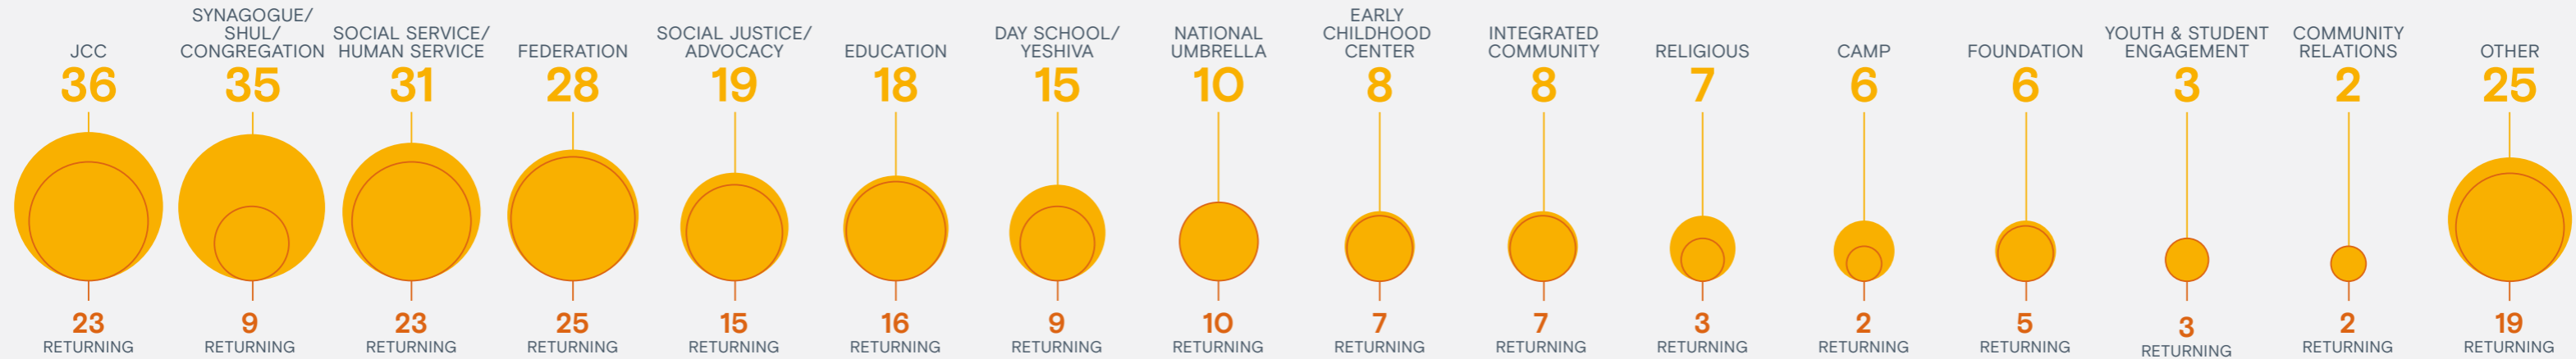 JCC
36
23
RETURNING
SYNAGOGUE/
SHUL/
CONGREGATION
35
9
RETURNING
SOCIAL SERVICE/
HUMAN SERVICE
31
23
RETURNING
FEDERATION
28
25
RETURNING
SOCIAL JUSTICE/
ADVOCACY
19
15
RETURNING
EDUCATION
18
16
RETURNING
DAY SCHOOL/
YESHIVA
15
9
RETURNING
NATIONAL
UMBRELLA
10
10
RETURNING
EARLY
CHILDHOOD
CENTER
8
7
RETURNING
INTEGRATED
COMMUNITY
8
7
RETURNING
RELIGIOUS
7
3
RETURNING
CAMP
6
2
RETURNING
FOUNDATION
6
5
RETURNING
YOUTH & STUDENT
ENGAGEMENT
3
3
RETURNING
COMMUNITY
RELATIONS
2
2
RETURNING
OTHER
25
19
RETURNING